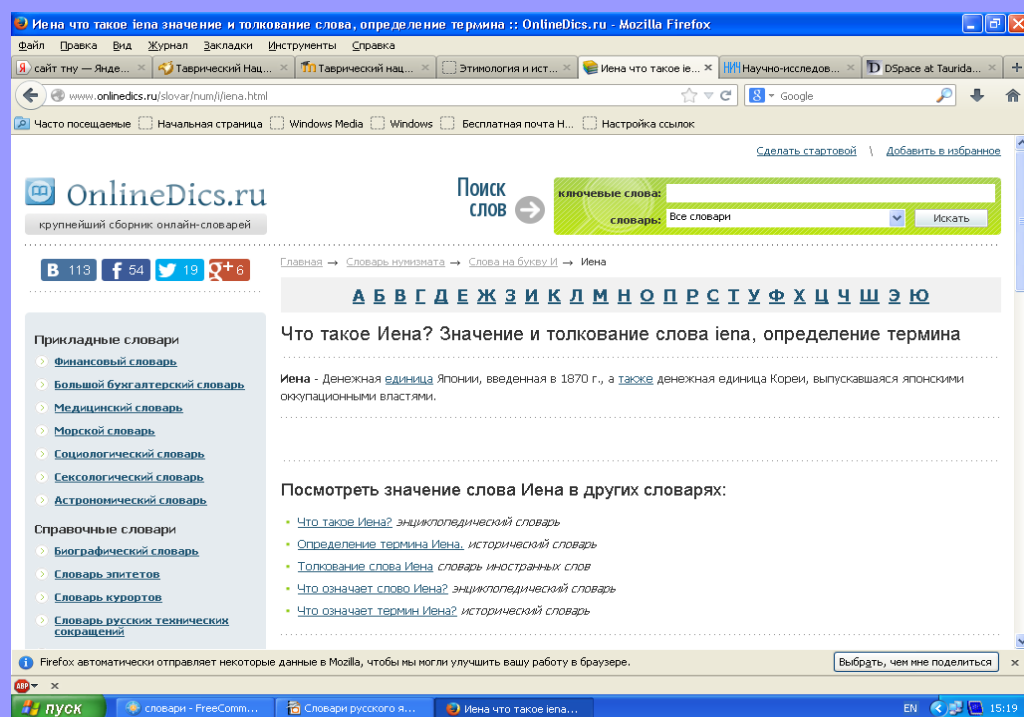 Иена что такое iena значение и толкование слова, определение термина :: OnlineDics.ru - Mozilla Firefox
Файл Правка Вид Журнал Закладки Инструменты Справка
сайт тну — Янде... Таврический Нац... Таврический нац... Этимология и ист... Иена что такое ie... Научно-исследов... DSpace at Taurida...
www.onlinedics.ru/slovar/num/i/iena.html Google
Часто посещаемые Начальная страница Windows Media Windows Бесплатная почта H... Настройка ссылок
Сделать стартовой \ Добавить в избранное
OnlineDics.ru
крупнейший сборник онлайн-словарей
Поиск слов
ключевые слова:
словарь: Все словари Искать
В 113 f 54 19 g+ 6
Главная → Словарь нумизмата → Слова на букву И → Иена
А Б В Г Д Е Ж З И К Л М Н О П Р С Т У Ф Х Ц Ч Ш Э Ю
Что такое Иена? Значение и толкование слова iena, определение термина
Иена - Денежная единица Японии, введенная в 1870 г., а также денежная единица Кореи, выпускавшаяся японскими
оккупационными властями.
Посмотреть значение слова Иена в других словарях:
Что такое Иена? энциклопедический словарь
Определение термина Иена. исторический словарь
Толкование слова Иена словарь иностранных слов
Что означает слово Иена? энциклопедический словарь
Что означает термин Иена? исторический словарь
Прикладные словари
Финансовый словарь
Большой бухгалтерский словарь
Медицинский словарь
Морской словарь
Социологический словарь
Сексологический словарь
Астрономический словарь
Справочные словари
Биографический словарь
Словарь эпитетов
Словарь курортов
Словарь русских технических
сокращений
Firefox автоматически отправляет некоторые данные в Mozilla, чтобы мы могли улучшить вашу работу в браузере. Выбрать, чем мне поделиться
ABP
пуск словари - FreeComm... Словари русского я... Иена что такое iena... EN 15:19